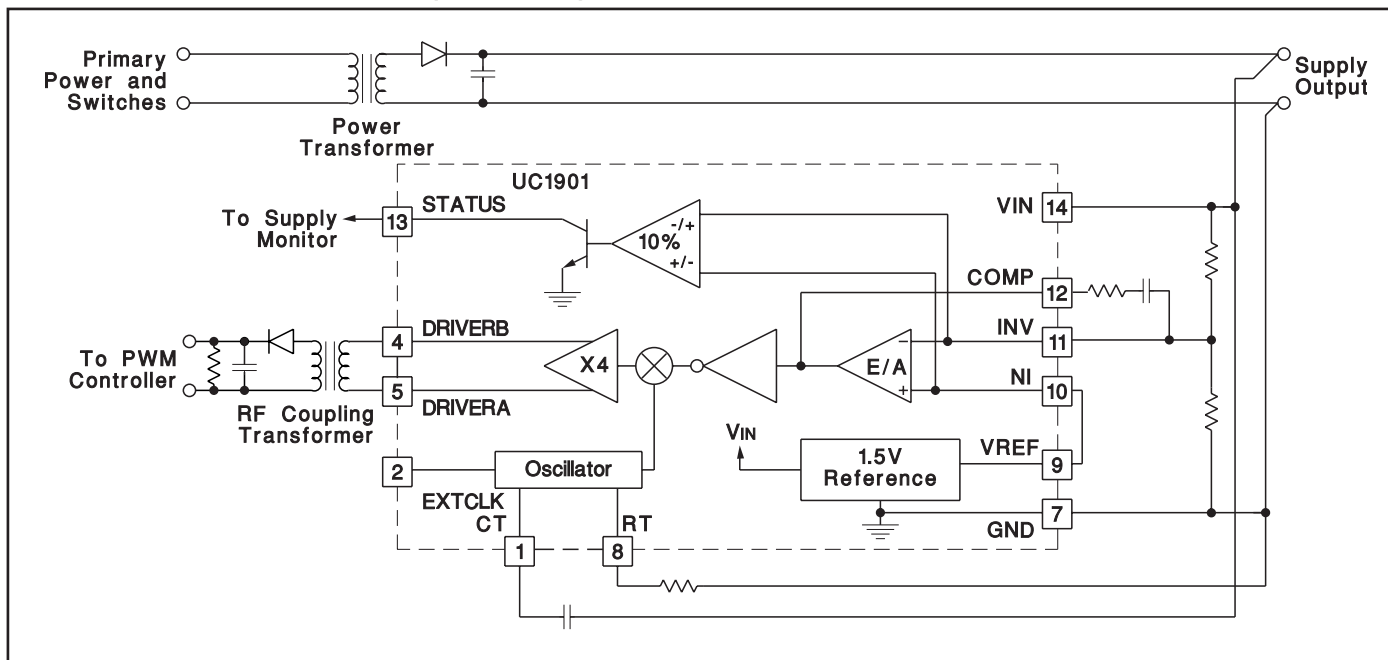 Primary
Power and
Switches
Power
Transformer
Supply
Output
UC1901
To Supply
Monitor
13
STATUS
10%
-/+
+/-
VIN
14
COMP
12
INV
11
NI
10
VREF
9
GND
7
To PWM
Controller
RF Coupling
Transformer
4
DRIVERB
5
DRIVERA
X4
E/A
−
+
VIN
1.5V
Reference
2
EXTCLK
Oscillator
CT
1
RT
8